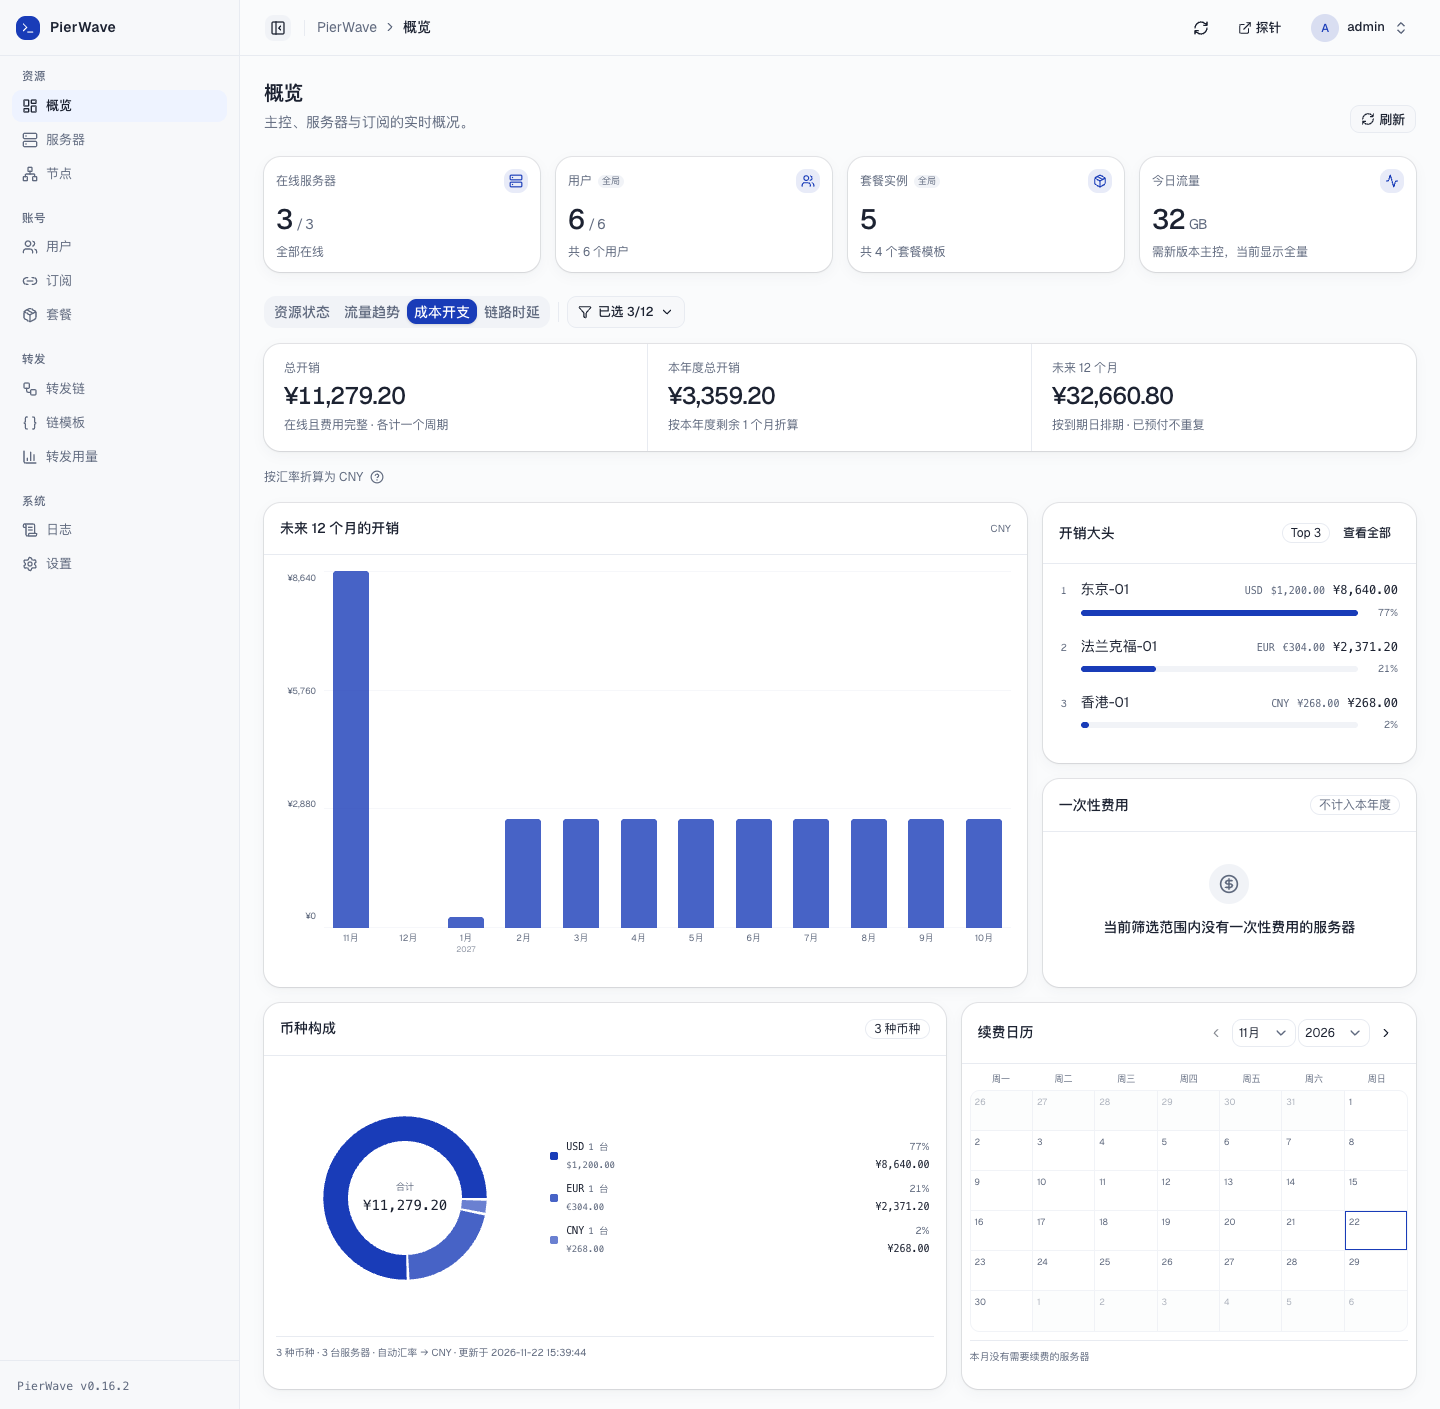 PierWave
资源
概览
服务器
节点
账号
用户
订阅
套餐
转发
转发链
链模板
转发用量
系统
日志
设置
PierWave v0.16.2
PierWave > 概览
探针
A admin
概览
主控、服务器与订阅的实时概况。
刷新
在线服务器
3 / 3
全部在线
用户 全局
6 / 6
共 6 个用户
套餐实例 全局
5
共 4 个套餐模板
今日流量
32 GB
需新版本主控，当前显示全量
资源状态 流量趋势 成本开支 链路时延 已选 3/12
总开销
¥11,279.20
在线且费用完整 · 各计一个周期
本年度总开销
¥3,359.20
按本年度剩余 1 个月折算
未来 12 个月
¥32,660.80
按到期日排期 · 已预付不重复
按汇率折算为 CNY
未来 12 个月的开销 CNY
¥8,640
¥5,760
¥2,880
¥0
11月 12月 1月 2月 3月 4月 5月 6月 7月 8月 9月 10月
2027
开销大头 Top 3 查看全部
1 东京-01 USD $1,200.00 ¥8,640.00
77%
2 法兰克福-01 EUR €304.00 ¥2,371.20
21%
3 香港-01 CNY ¥268.00 ¥268.00
2%
一次性费用 不计入本年度
当前筛选范围内没有一次性费用的服务器
币种构成 3 种币种
合计
¥11,279.20
USD 1 台 77%
$1,200.00 ¥8,640.00
EUR 1 台 21%
€304.00 ¥2,371.20
CNY 1 台 2%
¥268.00 ¥268.00
3 种币种 · 3 台服务器 · 自动汇率 → CNY · 更新于 2026-11-22 15:39:44
续费日历 11月 2026
周一 周二 周三 周四 周五 周六 周日
26 27 28 29 30 31 1
2 3 4 5 6 7 8
9 10 11 12 13 14 15
16 17 18 19 20 21 22
23 24 25 26 27 28 29
30 1 2 3 4 5 6
本月没有需要续费的服务器